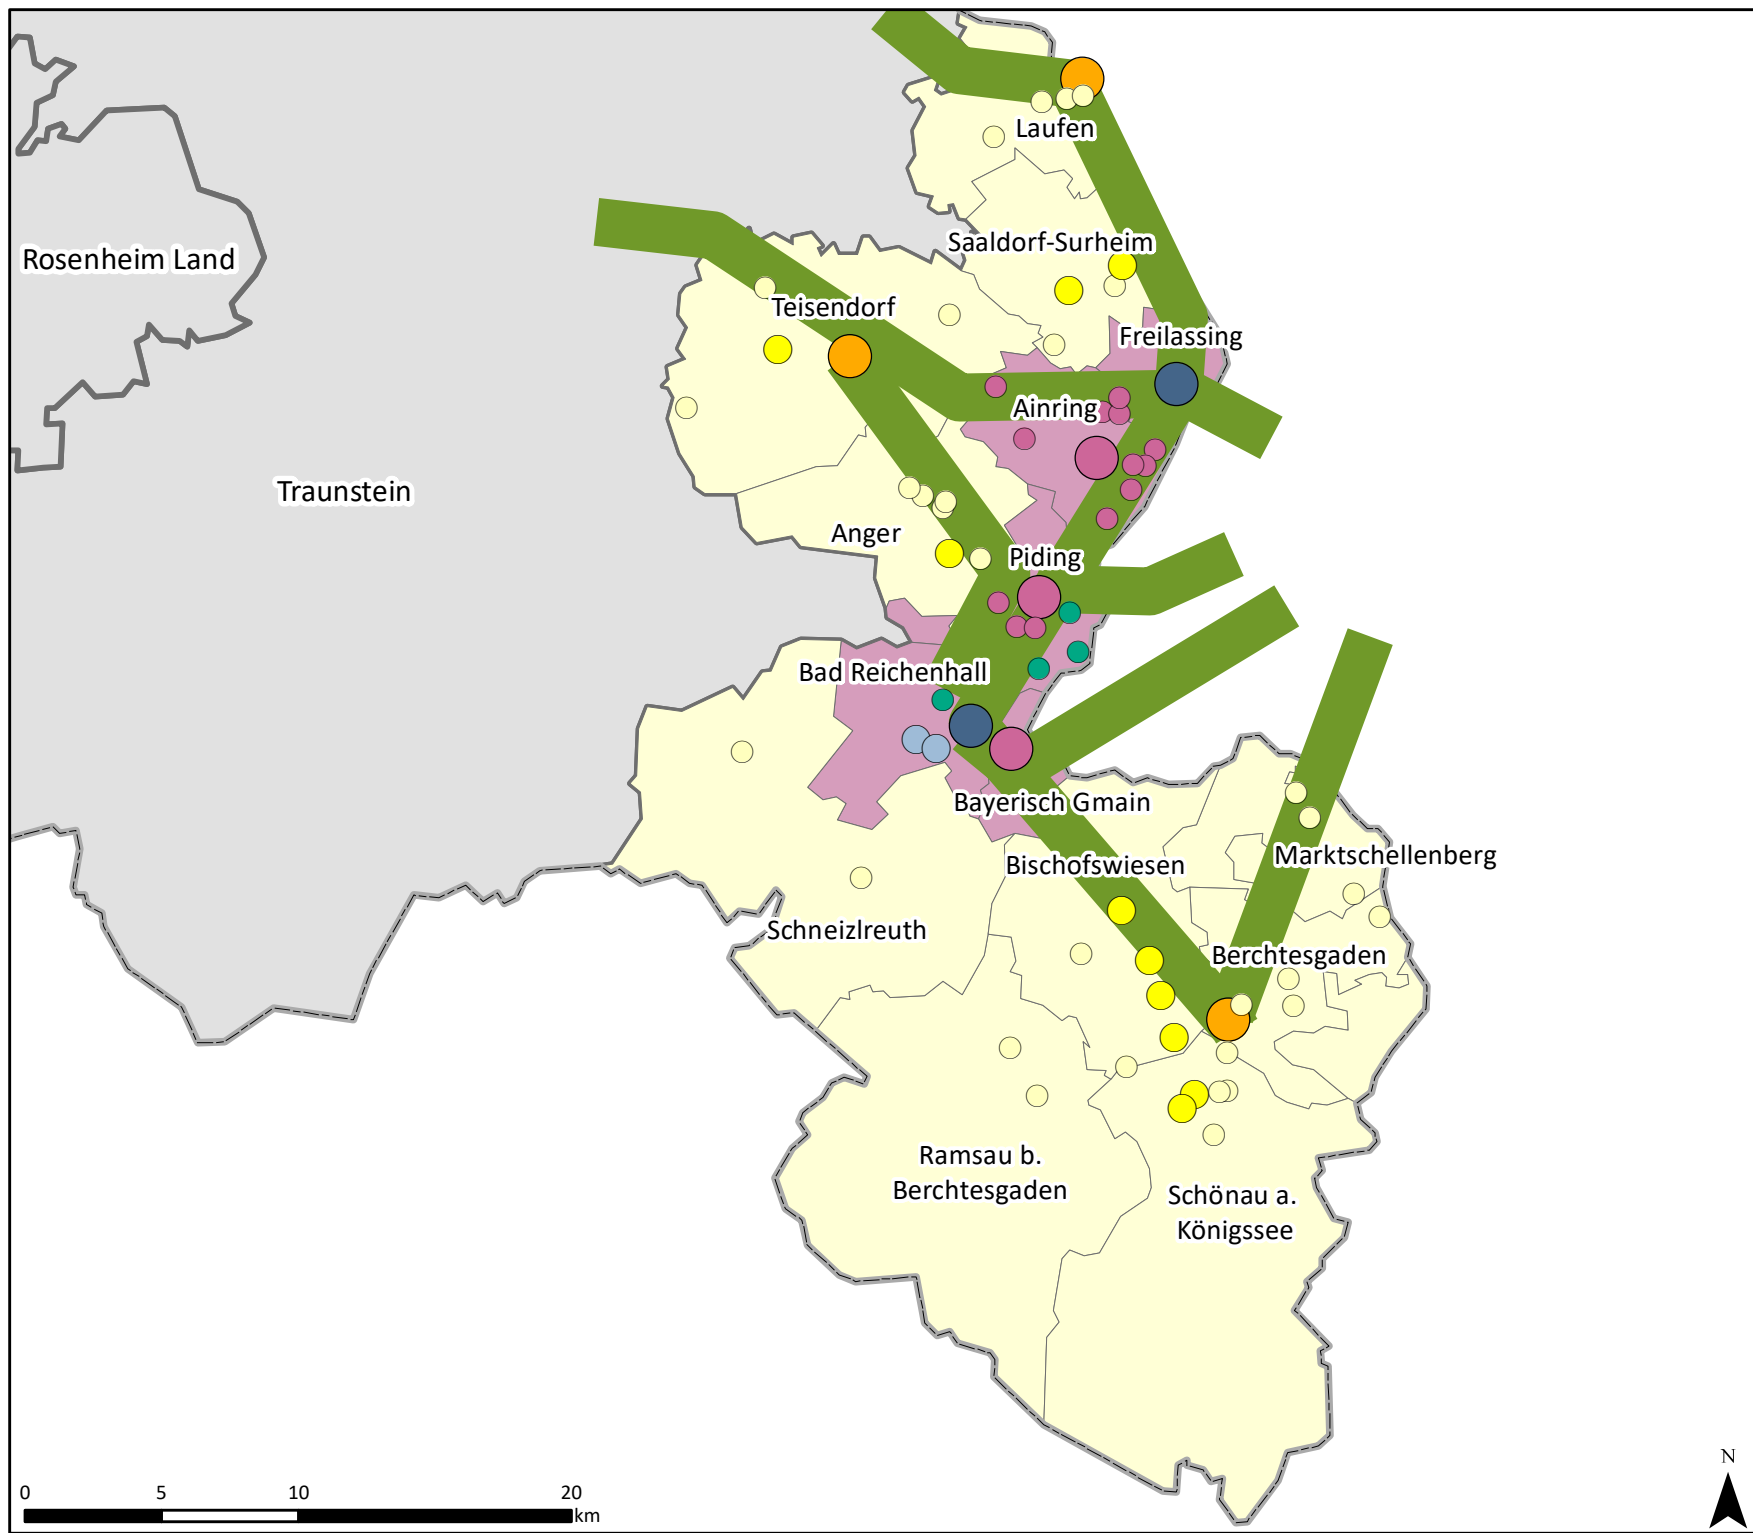 Laufen
Saaldorf-Surheim
Rosenheim Land
Teisendorf
Freilassing
Ainring
Traunstein
Anger
Piding
Bad Reichenhall
Bayerisch Gmain
Bischofswiesen
Marktschellenberg
Schneizlreuth
Berchtesgaden
Ramsau b.
Berchtesgaden
Schönau a.
Königssee
N
0 5 10 20
km